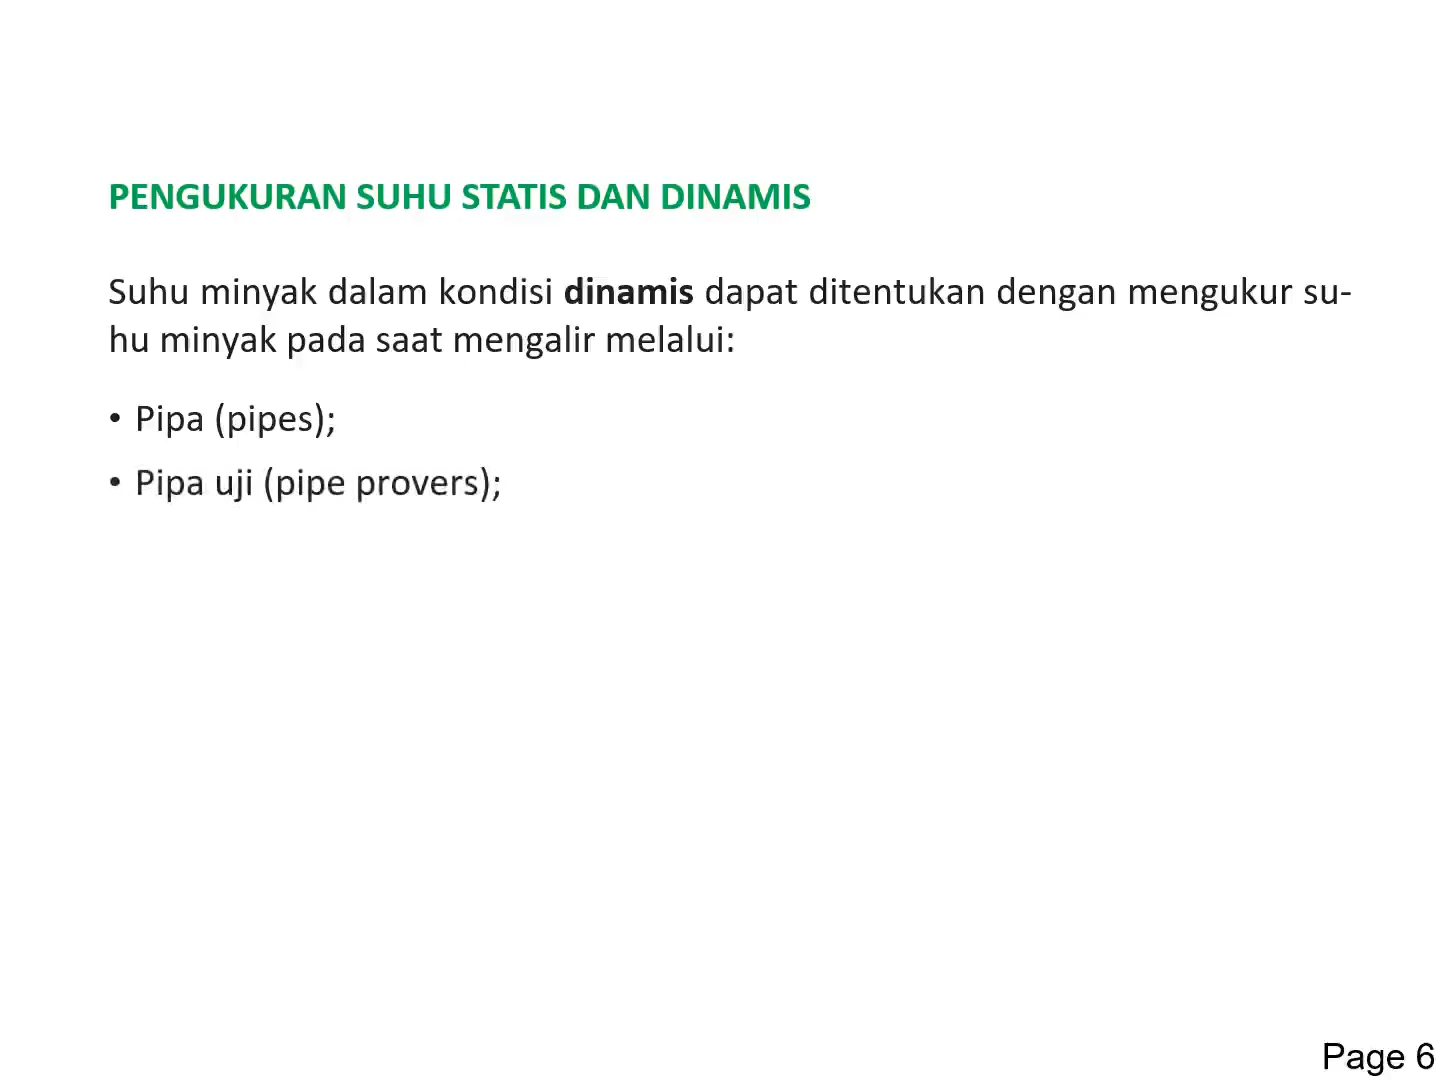 PENGUKURAN SUHU STATIS DAN DINAMIS
Suhu minyak dalam kondisi dinamis dapat ditentukan dengan mengukur su-
hu minyak pada saat mengalir melalui:
• Pipa (pipes);
• Pipa uji (pipe provers);
Page 6